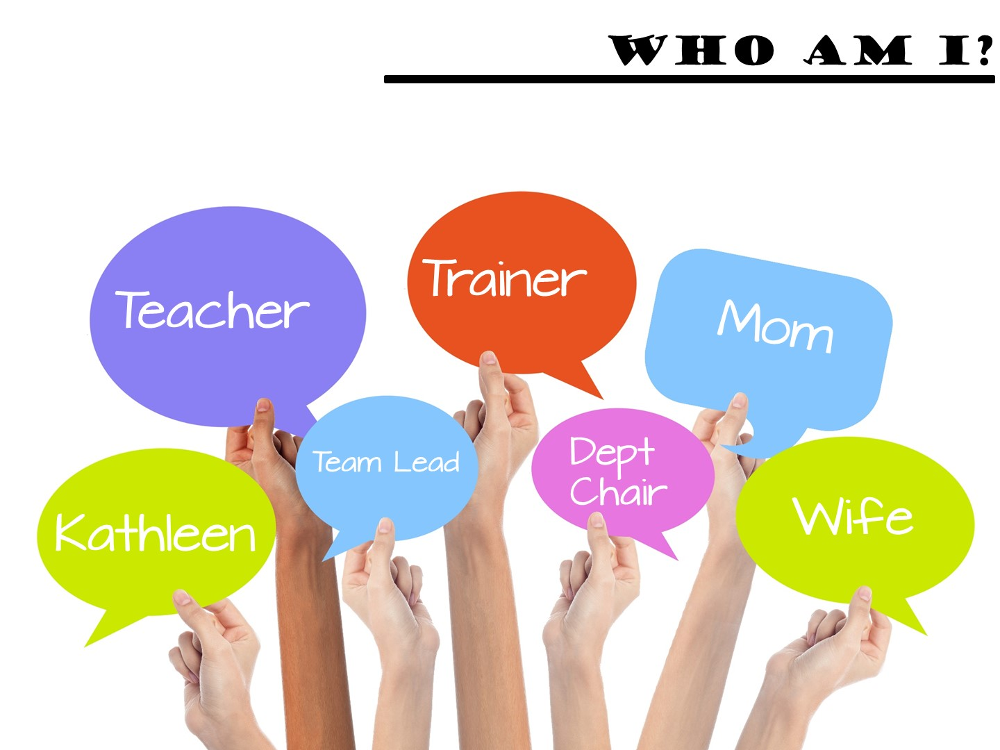 WHO AM I?
Teacher
Trainer
Mom
Kathleen
Team Lead
Dept
Chair
Wife